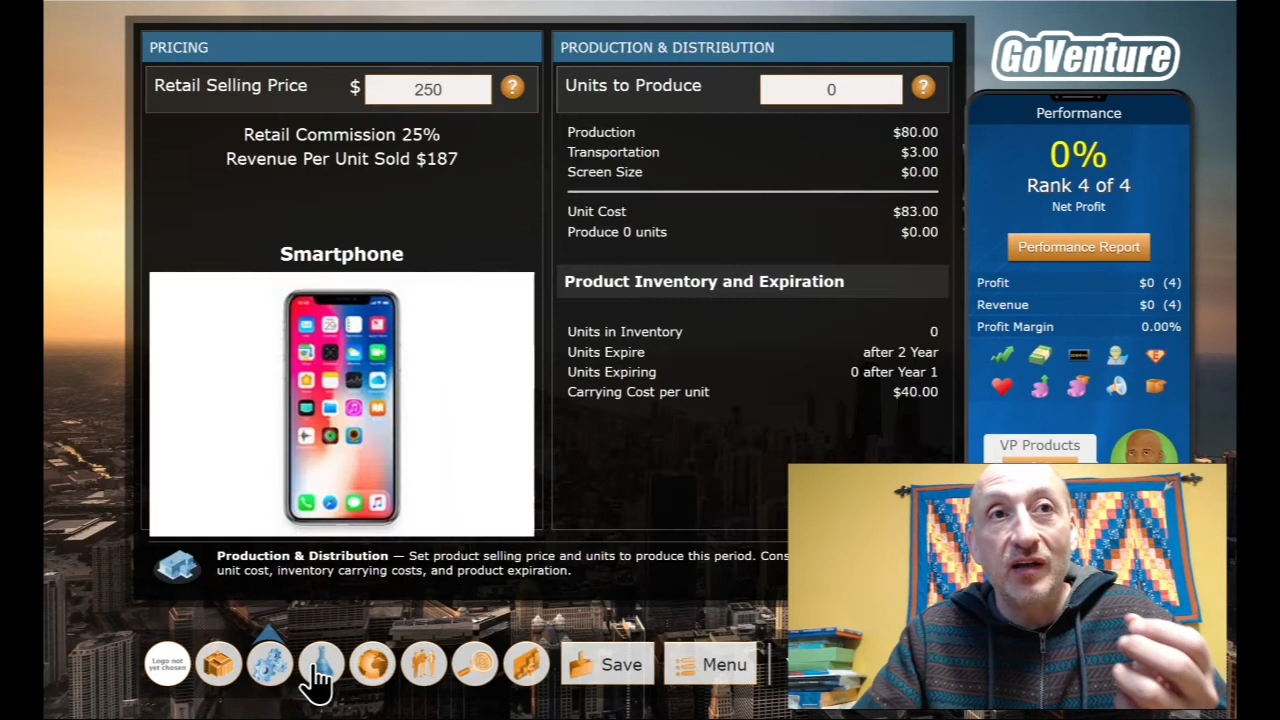 PRICING
Retail Selling Price $ 250 ?
Retail Commission 25%
Revenue Per Unit Sold $187
Smartphone
PRODUCTION & DISTRIBUTION
Units to Produce 0 ?
Production $80.00
Transportation $3.00
Screen Size $0.00
Unit Cost $83.00
Produce 0 units $0.00
Product Inventory and Expiration
Units in Inventory 0
Units Expire after 2 Year
Units Expiring 0 after Year 1
Carrying Cost per unit $40.00
GoVenture
Performance
0%
Rank 4 of 4
Net Profit
Performance Report
Profit $0 (4)
Revenue $0 (4)
Profit Margin 0.00%
VP Products
Production & Distribution — Set product selling price and units to produce this period.
unit cost, inventory carrying costs, and product expiration.
Logo not
yet chosen
Save
Menu